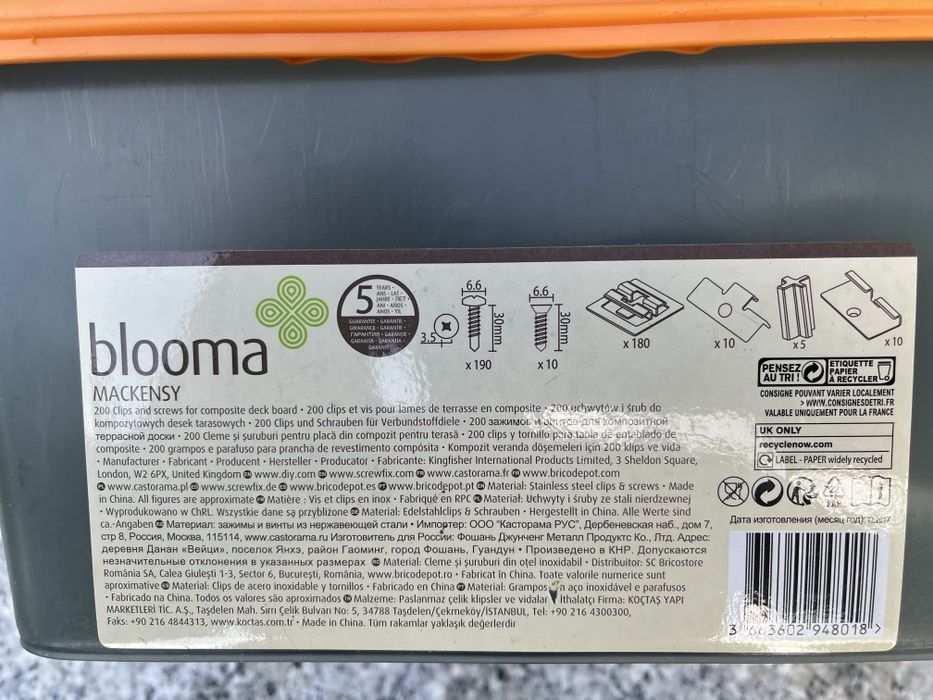 blooma
MACKENSY
5 YEARS •
ANS • LAT •
JAHRE • ЛЕТ •
ANI • AÑOS •
ANOS • YIL
GUARANTEE • GARANTIE •
GWARANCJI • GARANTIE •
ГАРАНТИЯ • GARANȚIE •
GARANTÍA • GARANTIA •
GARANTI
6.6
3.5
30mm
x 190
6.6
30mm
x 10
x 180
x 10
x 5
x 10
PENSEZ
AU TRI !
ETIQUETTE
PAPIER
À RECYCLER
CONSIGNE POUVANT VARIER LOCALEMENT
> WWW.CONSIGNESDETRI.FR
VALABLE UNIQUEMENT POUR LA FRANCE
UK ONLY
recyclenow.com
LABEL - PAPER widely recycled
Дата изготовления (месяц год):
200 Clips and screws for composite deck board • 200 clips et vis pour lames de terrasse en composite • 200 uchwytów i śrub do
kompozytowych desek tarasowych • 200 Clips und Schrauben für Verbundstoffdiele • 200 зажимов и винтов для композитной
террасной доски • 200 Cleme și șuruburi pentru placă din compozit pentru terasă • 200 clips y tornillo para tabla de entablado de
composite • 200 grampos e parafuso para prancha de revestimento compósita • Kompozit veranda döşemeleri için 200 klips ve vida
• Manufacturer • Fabricant • Producent • Hersteller • Producator • Fabricante: Kingfisher International Products Limited, 3 Sheldon Square,
London, W2 6PX, United Kingdom www.diy.com www.screwfix.com www.castorama.fr www.bricodepot.com
www.castorama.pl www.screwfix.de www.bricodepot.es www.bricodepot.pt Material: Stainless steel clips & screws • Made
in China. All figures are approximate Matière : Vis et clips en inox • Fabriqué en RPC Materiał: Uchwyty i śruby ze stali nierdzewnej
• Wyprodukowano w ChRL. Wszystkie dane są przybliżone Material: Edelstahlclips & Schrauben • Hergestellt in China. Alle Werte sind
ca.-Angaben Материал: зажимы и винты из нержавеющей стали • Импортер: ООО "Касторама РУС", Дербеневская наб., дом 7,
стр 8, Россия, Москва, 115114, www.castorama.ru Изготовитель для России: Фошань Джунченг Металл Продуктс Ко., Лтд. Адрес:
деревня Данан «Вейци», поселок Янхэ, район Гаоминг, город Фошань, Гуандун • Произведено в КНР. Допускаются
незначительные отклонения в указанных размерах Material: Cleme și șuruburi din oțel inoxidabil • Distribuitor: SC Bricostore
România SA, Calea Giulești 1-3, Sector 6, București, România, www.bricodepot.ro • Fabricat în China. Toate valorile numerice sunt
aproximative Material: Clips de acero inoxidable y tornillos • Fabricado en China Material: Grampos em aço inoxidável e parafusos
• Fabricado na China. Todos os valores são aproximados Malzeme: Paslanmaz çelik klipsler ve vidalar İthalatçı Firma: KOÇTAŞ YAPI
MARKETLERİ TİC. A.Ş., Taşdelen Mah. Sırrı Çelik Bulvarı No: 5, 34788 Taşdelen/Çekmeköy/İSTANBUL, Tel: +90 216 4300300,
Faks: +90 216 4844313, www.koctas.com.tr Made in China. Tüm rakamlar yaklaşık değerlerdir
3 663602 948018 >